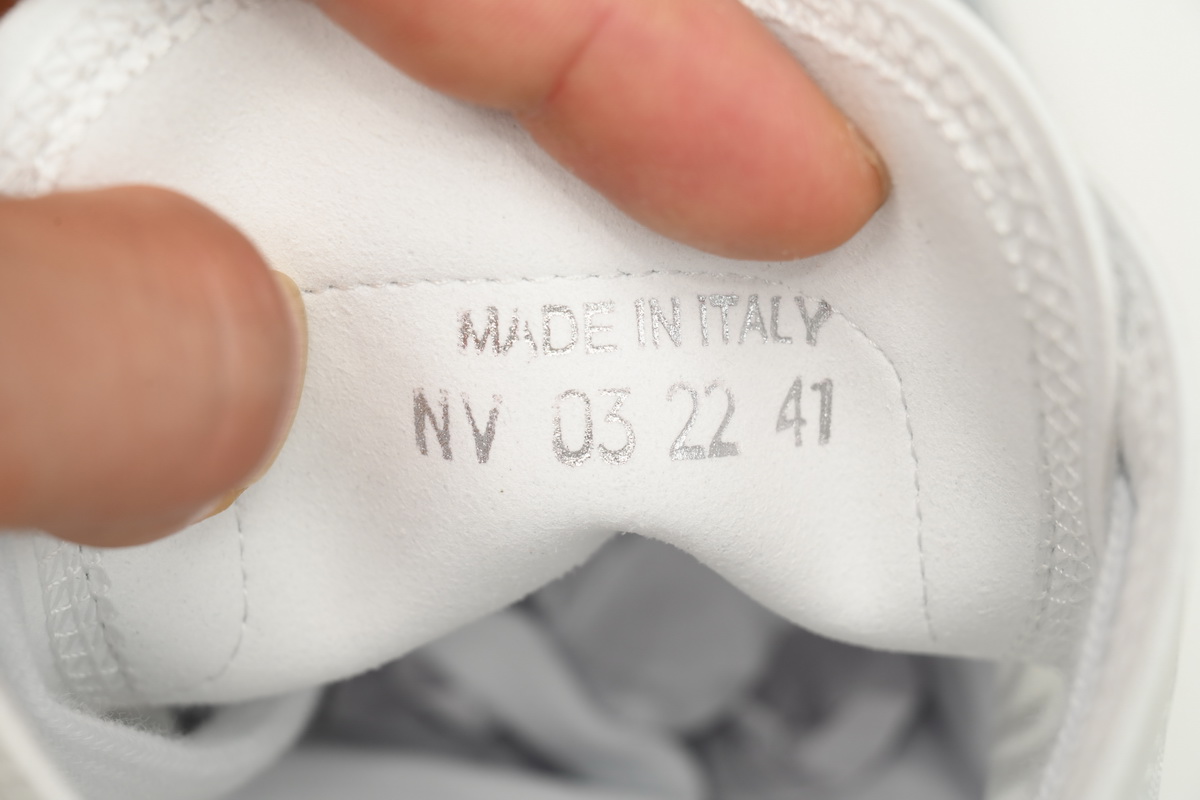 MADE IN ITALY
NV 03 22 41